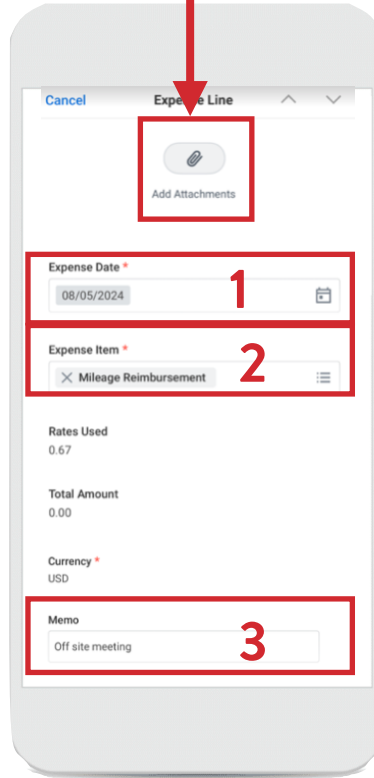 Cancel Expense Line
Add Attachments
Expense Date *
08/05/2024
1
Expense Item *
Mileage Reimbursement
2
Rates Used
0.67
Total Amount
0.00
Currency *
USD
Memo
Off site meeting
3